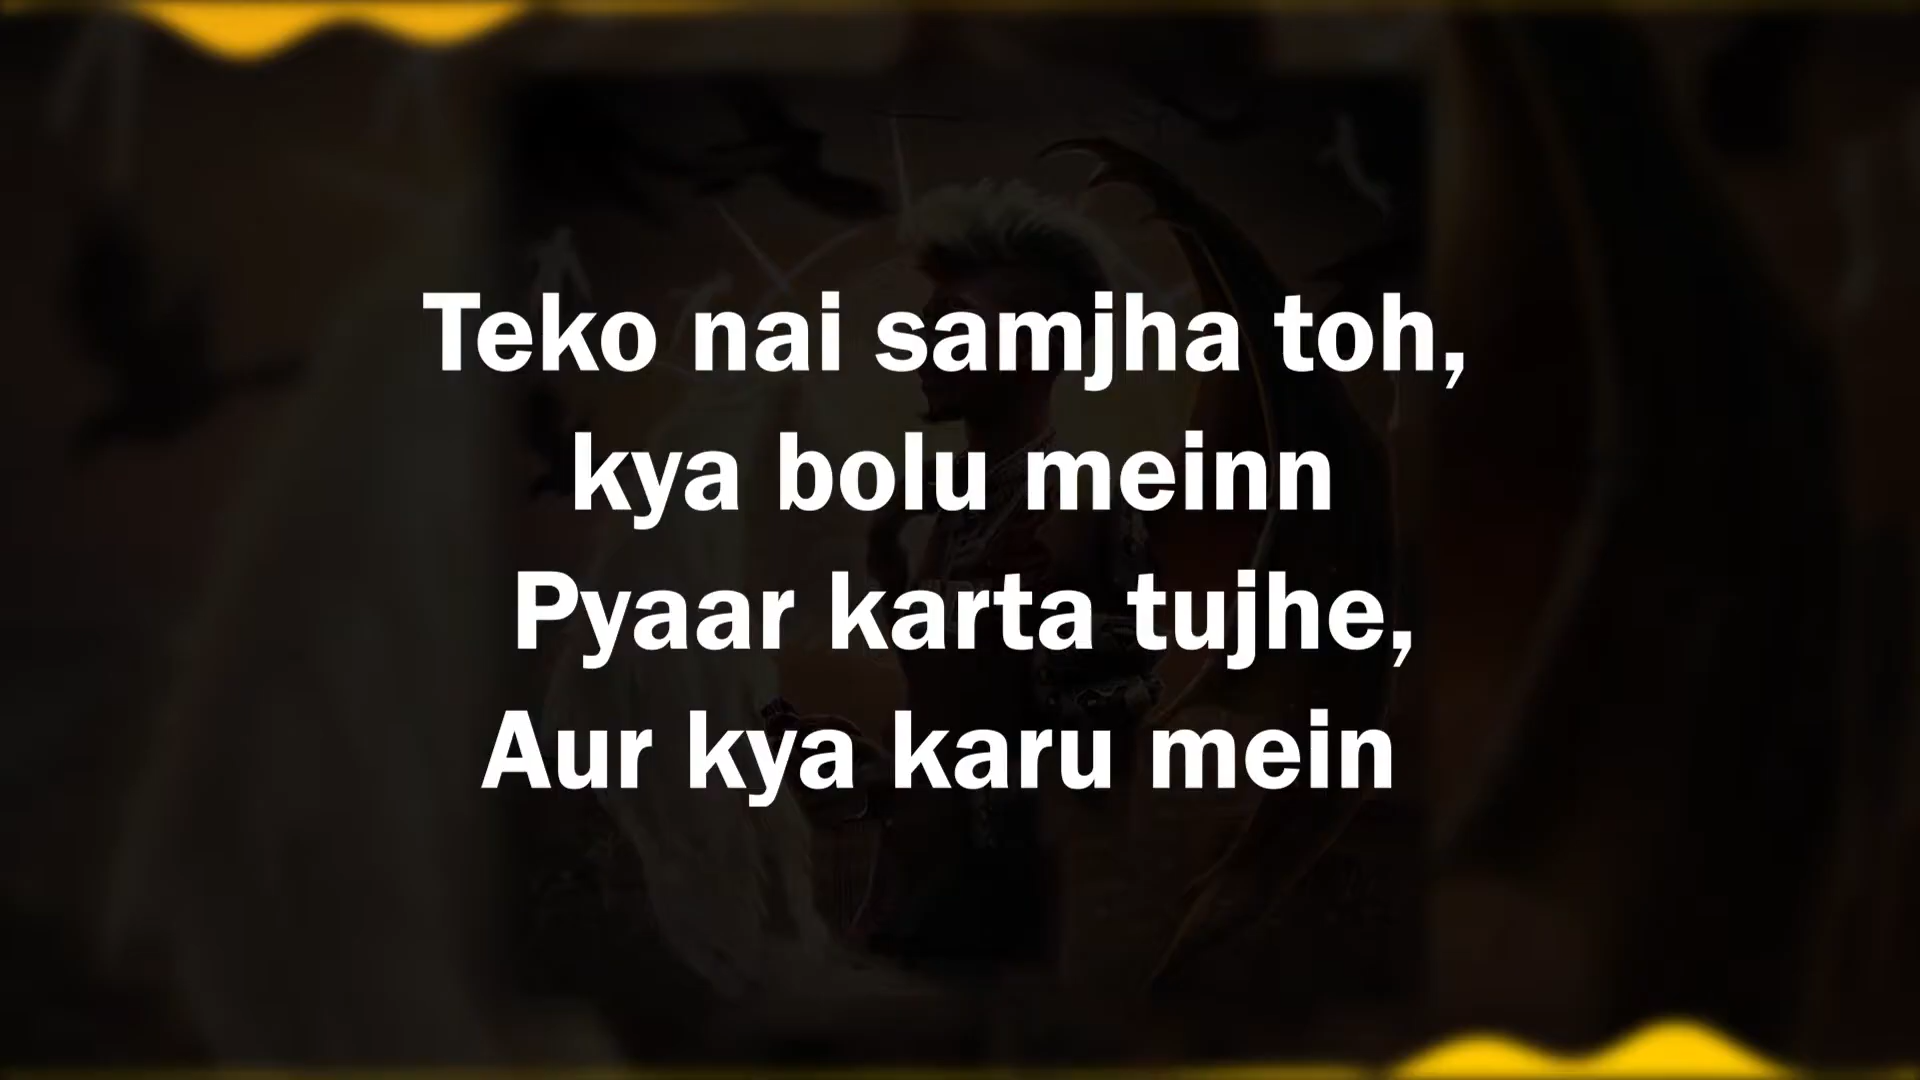 Teko nai samjha toh,
kya bolu meinn
Pyaar karta tujhe,
Aur kya karu mein